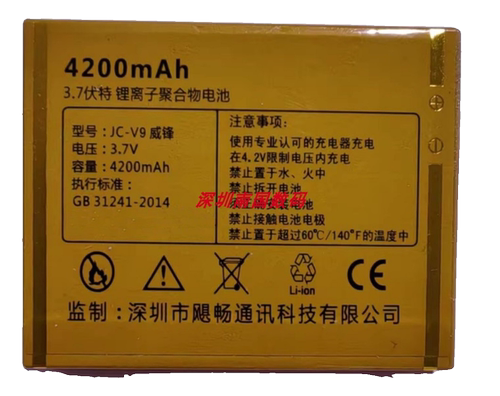 4200mAh
3.7伏特 锂离子聚合物电池
型号: JC-V9 威锋
电压: 3.7V
容量: 4200mAh
执行标准:
GB 31241-2014
注意事项:
使用专业认可的充电器充电
在4.2V限制电压内充电
禁止置于水、火中
禁止拆开电池
禁止接触电池电极
禁止置于超过60℃/140℉的温度中
深圳南国数码
Li-ion
监制:深圳市飓畅通讯科技有限公司